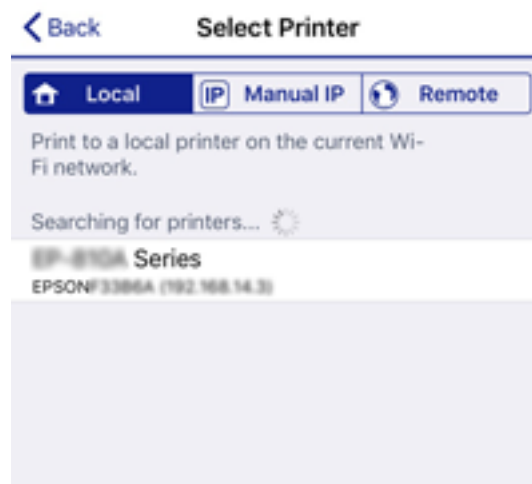 Back Select Printer
Local IP Manual IP Remote
Print to a local printer on the current Wi-
Fi network.
Searching for printers...
Series
EPSON